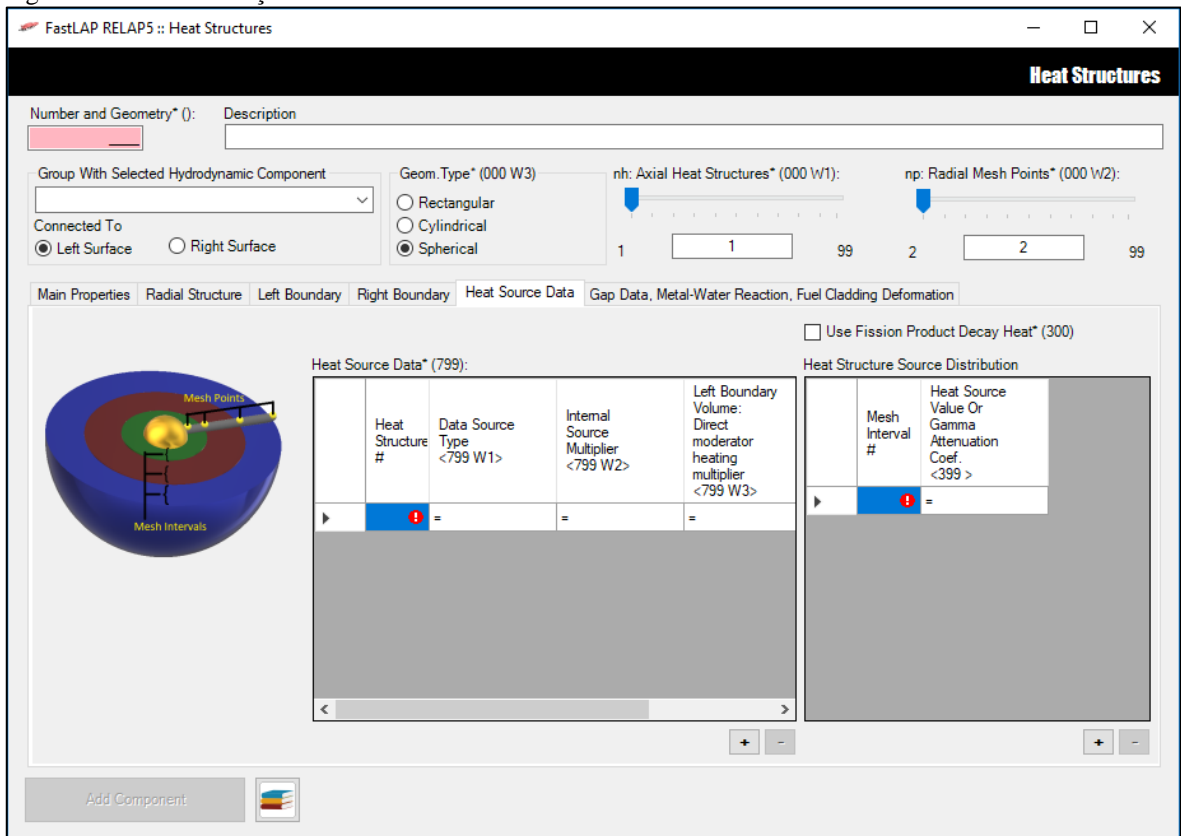 FastLAP RELAP5 :: Heat Structures
Heat Structures
Number and Geometry* (): Description
Group With Selected Hydrodynamic Component
Connected To
Left Surface Right Surface
Geom.Type* (000 W3)
Rectangular
Cylindrical
Spherical
nh: Axial Heat Structures* (000 W1):
1 1 99
np: Radial Mesh Points* (000 W2):
2 2 99
Main Properties Radial Structure Left Boundary Right Boundary Heat Source Data Gap Data, Metal-Water Reaction, Fuel Cladding Deformation
Use Fission Product Decay Heat* (300)
Mesh Points
Mesh Intervals
Heat Source Data* (799):
Heat
Structure
#
Data Source
Type
<799 W1>
Internal
Source
Multiplier
<799 W2>
Left Boundary
Volume:
Direct
moderator
heating
multiplier
<799 W3>
= = =
Heat Structure Source Distribution
Mesh
Interval
#
Heat Source
Value Or
Gamma
Attenuation
Coef.
<399 >
=
+ -
+ -
Add Component